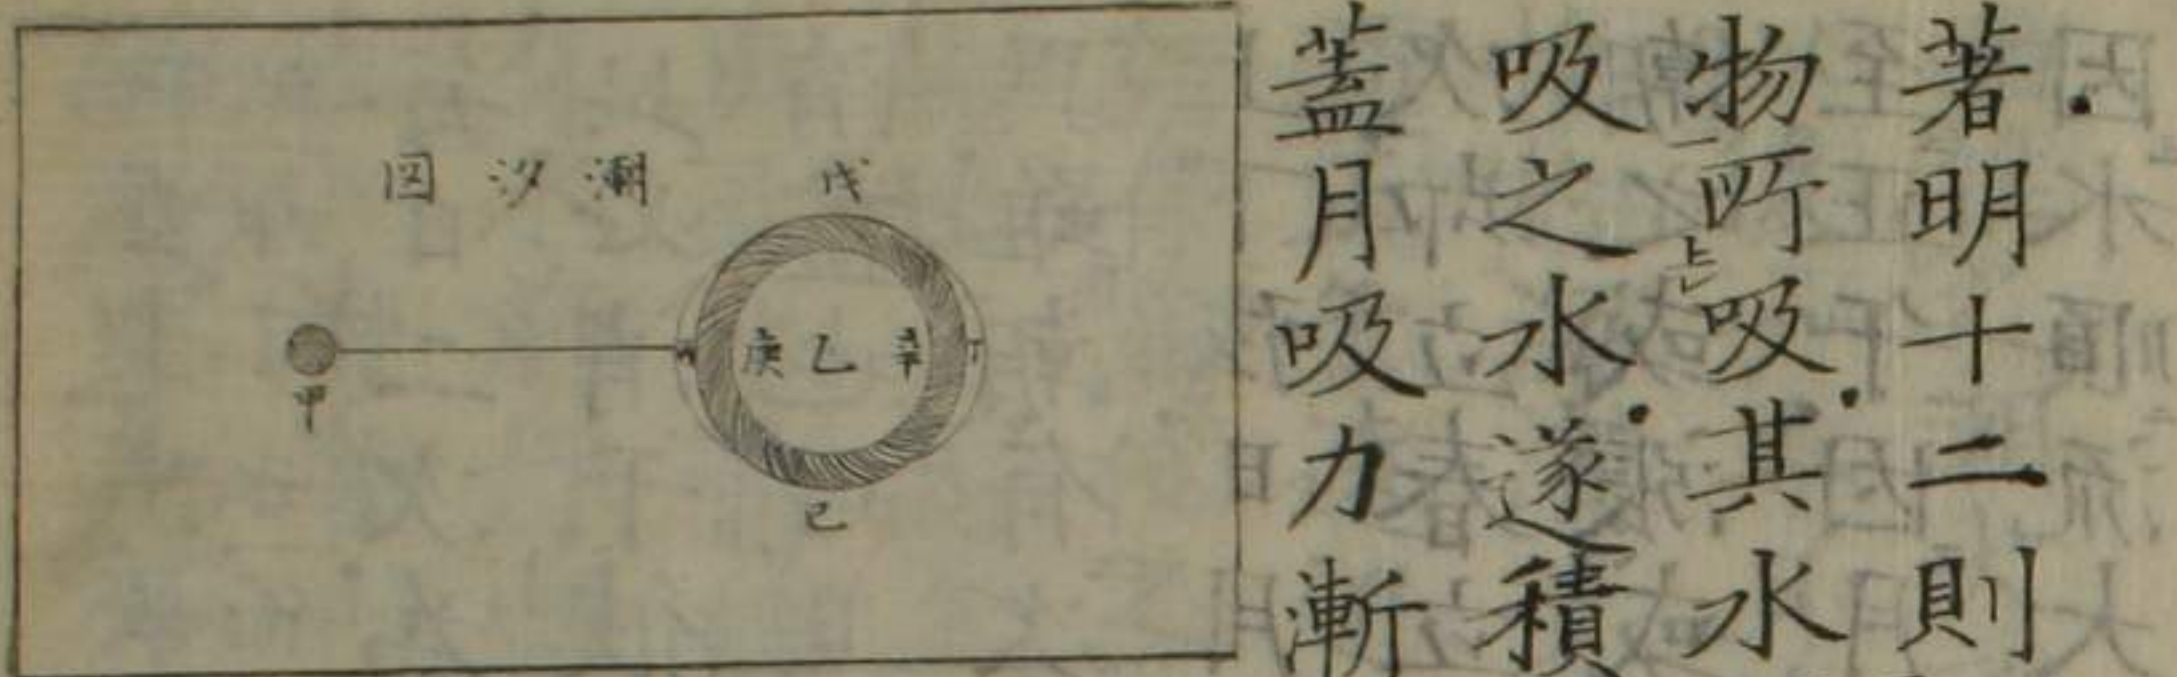 著明十二則
物所吸其水
吸之水遂積
蓋月吸力漸
潮汐図
戊
庚乙辛
甲
己